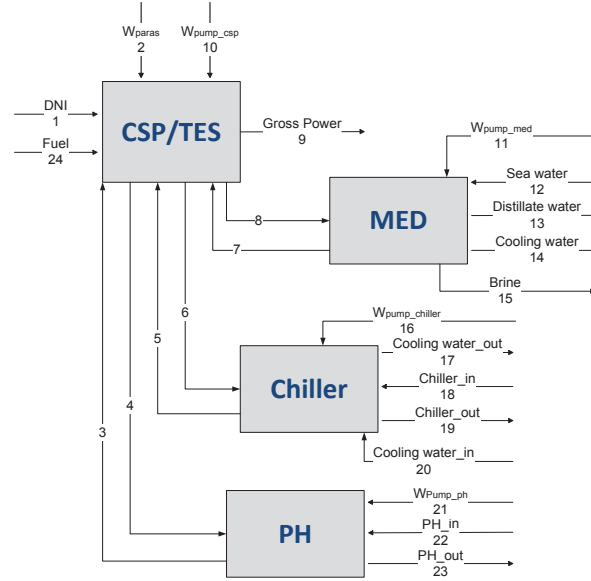 Wparas
2
Wpump_csp
10
DNI
1
CSP/TES
Gross Power
9
Fuel
24
Wpump_med
11
Sea water
12
8
MED
Distillate water
13
7
Cooling water
14
Brine
15
6
Wpump_chiller
16
5
Cooling water_out
17
Chiller
Chiller_in
18
Chiller_out
19
4
3
Cooling water_in
20
WPump_ph
21
PH
PH_in
22
PH_out
23